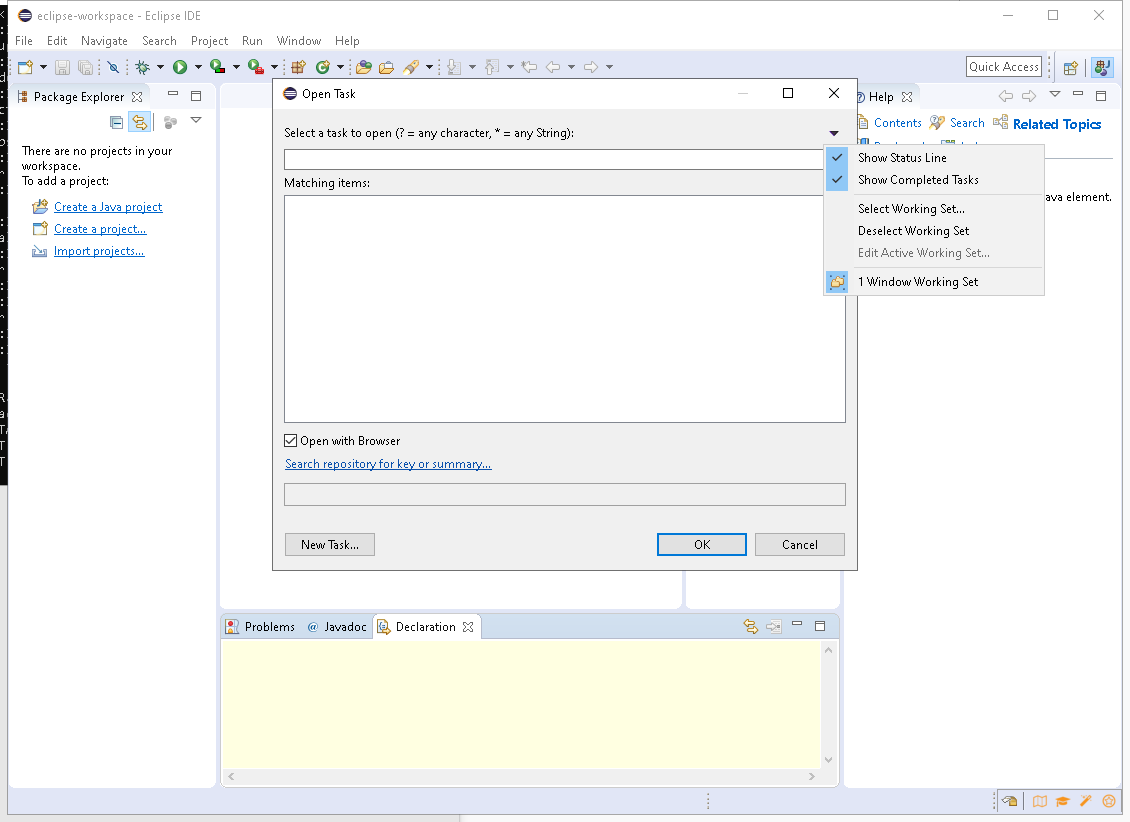 eclipse-workspace - Eclipse IDE
File Edit Navigate Search Project Run Window Help
Quick Access
Package Explorer
There are no projects in your
workspace.
To add a project:
Create a Java project
Create a project...
Import projects...
Open Task
Select a task to open (? = any character, * = any String):
Matching items:
Open with Browser
Search repository for key or summary...
New Task...
OK
Cancel
Show Status Line
Show Completed Tasks
Select Working Set...
Deselect Working Set
Edit Active Working Set...
1 Window Working Set
Help
Contents Search Related Topics
ava element.
Problems @ Javadoc Declaration